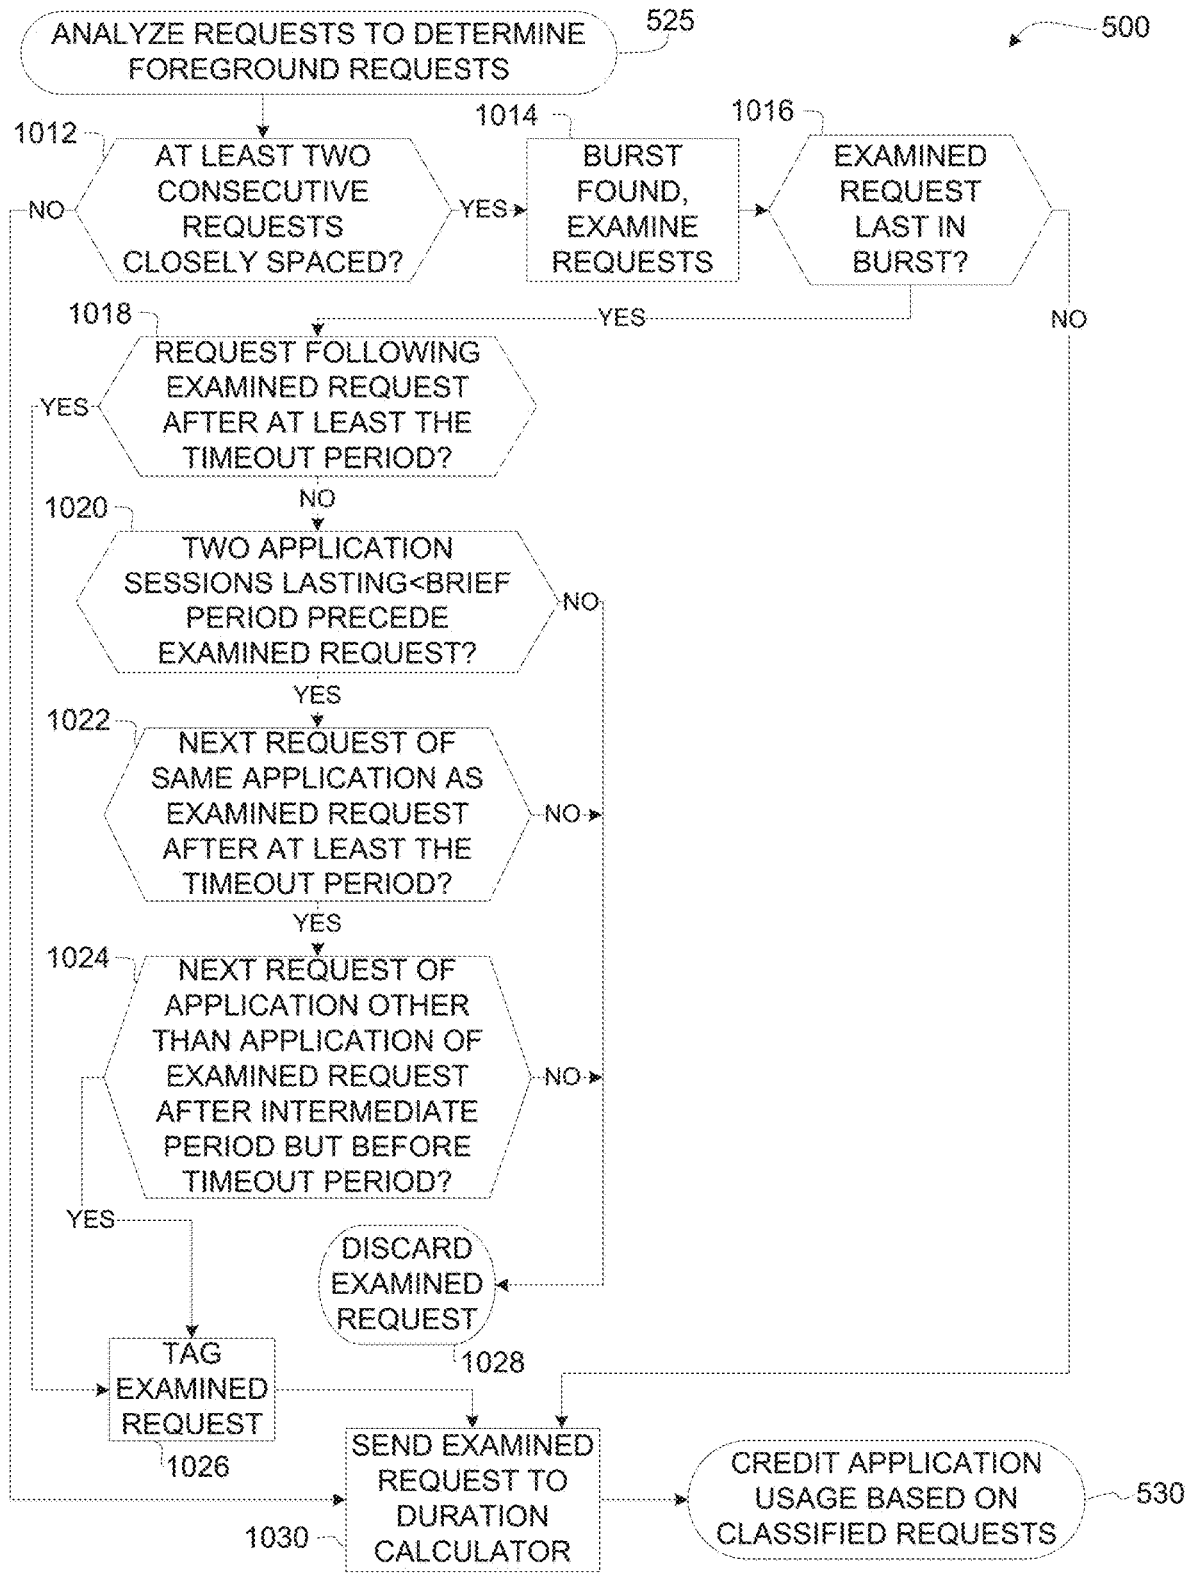 ANALYZE REQUESTS TO DETERMINE
FOREGROUND REQUESTS
525
500
1012
AT LEAST TWO
CONSECUTIVE
REQUESTS
CLOSELY SPACED?
NO
YES
1014
BURST
FOUND,
EXAMINE
REQUESTS
1016
EXAMINED
REQUEST
LAST IN
BURST?
YES
NO
1018
REQUEST FOLLOWING
EXAMINED REQUEST
AFTER AT LEAST THE
TIMEOUT PERIOD?
YES
NO
1020
TWO APPLICATION
SESSIONS LASTING<BRIEF
PERIOD PRECEDE
EXAMINED REQUEST?
NO
YES
1022
NEXT REQUEST OF
SAME APPLICATION AS
EXAMINED REQUEST
AFTER AT LEAST THE
TIMEOUT PERIOD?
NO
YES
1024
NEXT REQUEST OF
APPLICATION OTHER
THAN APPLICATION OF
EXAMINED REQUEST
AFTER INTERMEDIATE
PERIOD BUT BEFORE
TIMEOUT PERIOD?
NO
YES
DISCARD
EXAMINED
REQUEST
1028
TAG
EXAMINED
REQUEST
1026
SEND EXAMINED
REQUEST TO
DURATION
CALCULATOR
1030
CREDIT APPLICATION
USAGE BASED ON
CLASSIFIED REQUESTS
530